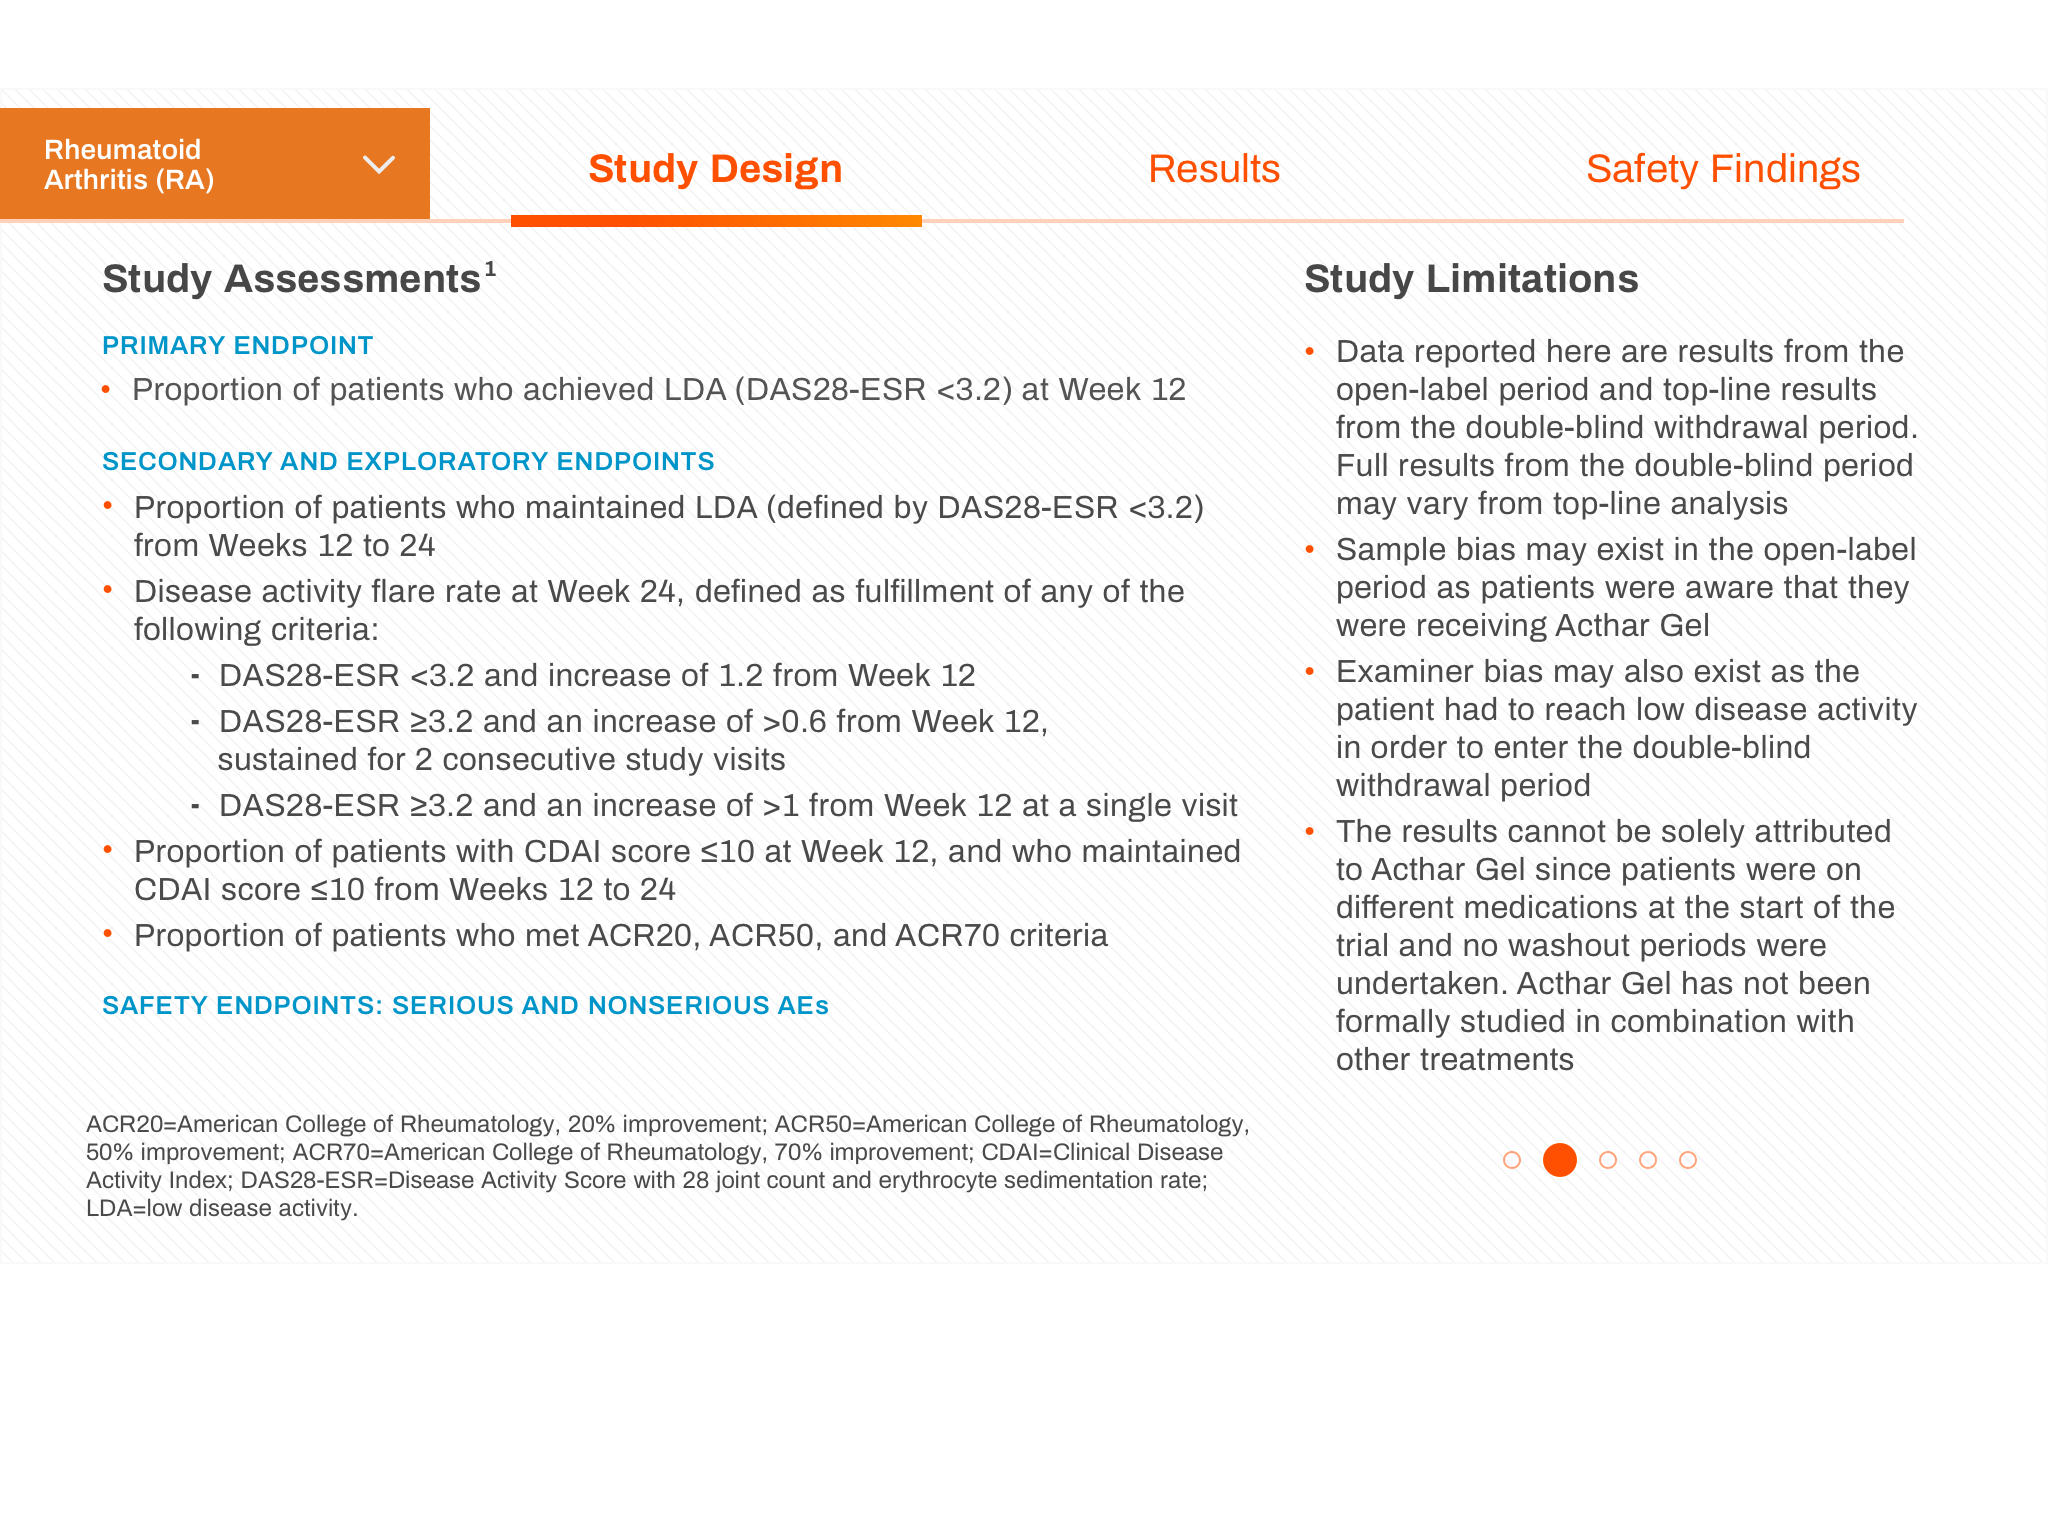 Rheumatoid
Arthritis (RA)
Study Design
Results
Safety Findings
Study Assessments¹
PRIMARY ENDPOINT
• Proportion of patients who achieved LDA (DAS28-ESR <3.2) at Week 12
SECONDARY AND EXPLORATORY ENDPOINTS
• Proportion of patients who maintained LDA (defined by DAS28-ESR <3.2)
from Weeks 12 to 24
• Disease activity flare rate at Week 24, defined as fulfillment of any of the
following criteria:
- DAS28-ESR <3.2 and increase of 1.2 from Week 12
- DAS28-ESR ≥3.2 and an increase of >0.6 from Week 12,
sustained for 2 consecutive study visits
- DAS28-ESR ≥3.2 and an increase of >1 from Week 12 at a single visit
• Proportion of patients with CDAI score ≤10 at Week 12, and who maintained
CDAI score ≤10 from Weeks 12 to 24
• Proportion of patients who met ACR20, ACR50, and ACR70 criteria
SAFETY ENDPOINTS: SERIOUS AND NONSERIOUS AEs
Study Limitations
• Data reported here are results from the
open-label period and top-line results
from the double-blind withdrawal period.
Full results from the double-blind period
may vary from top-line analysis
• Sample bias may exist in the open-label
period as patients were aware that they
were receiving Acthar Gel
• Examiner bias may also exist as the
patient had to reach low disease activity
in order to enter the double-blind
withdrawal period
• The results cannot be solely attributed
to Acthar Gel since patients were on
different medications at the start of the
trial and no washout periods were
undertaken. Acthar Gel has not been
formally studied in combination with
other treatments
ACR20=American College of Rheumatology, 20% improvement; ACR50=American College of Rheumatology,
50% improvement; ACR70=American College of Rheumatology, 70% improvement; CDAI=Clinical Disease
Activity Index; DAS28-ESR=Disease Activity Score with 28 joint count and erythrocyte sedimentation rate;
LDA=low disease activity.